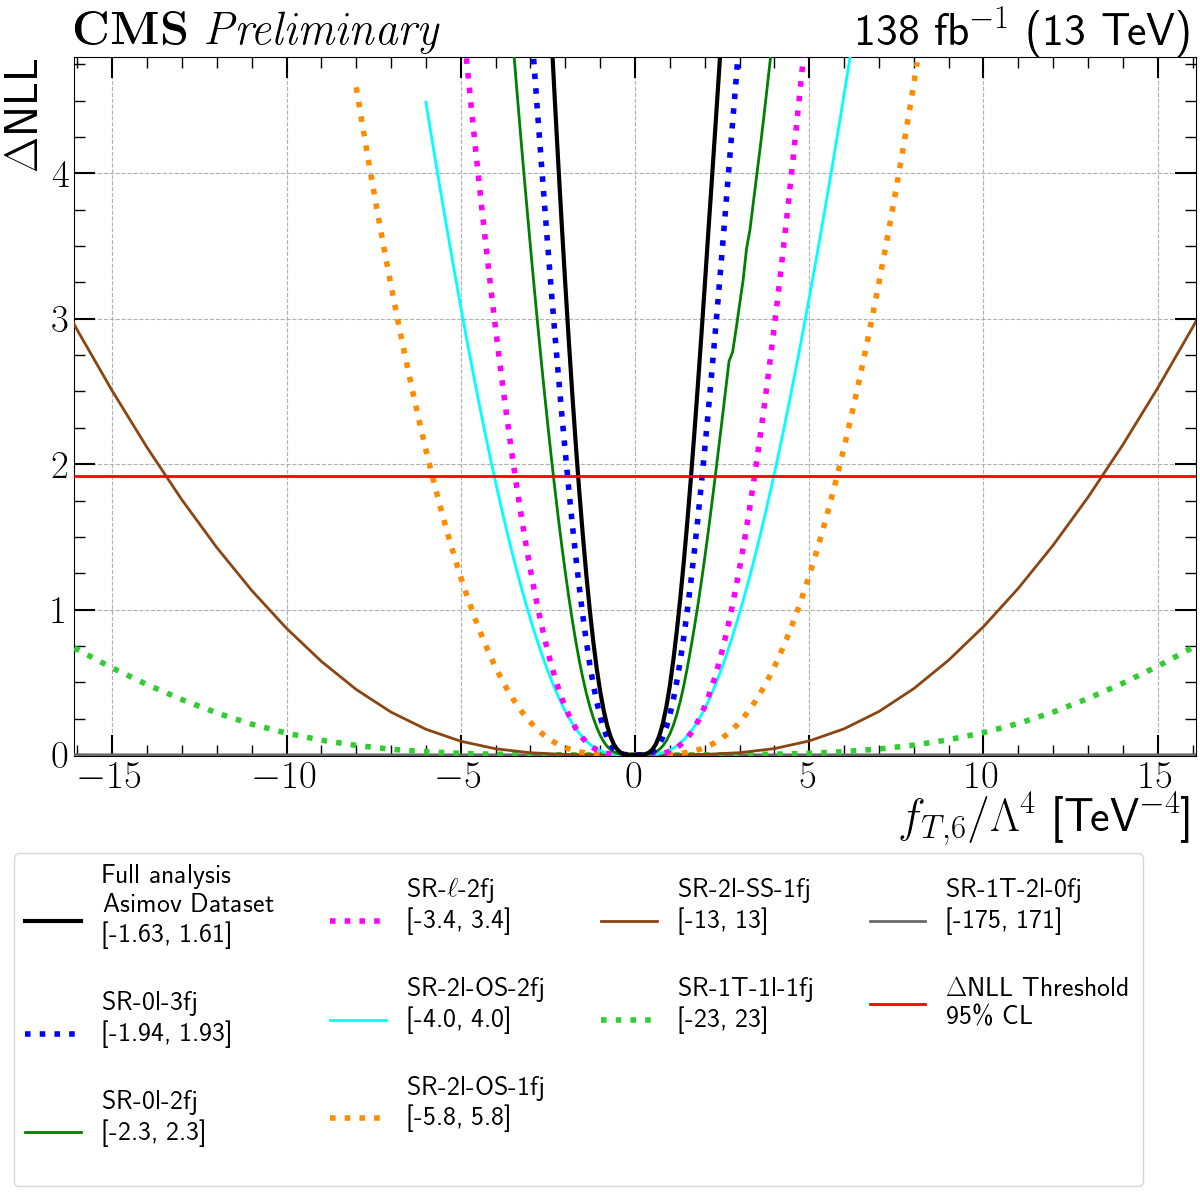 CMS Preliminary
138 fb⁻¹ (13 TeV)
ΔNLL
4
3
2
1
0
−15
−10
−5
0
5
10
15
f_{T,6}/Λ⁴ [TeV⁻⁴]
Full analysis
Asimov Dataset
[-1.63, 1.61]
SR-0l-3fj
[-1.94, 1.93]
SR-0l-2fj
[-2.3, 2.3]
SR-ℓ-2fj
[-3.4, 3.4]
SR-2l-OS-2fj
[-4.0, 4.0]
SR-2l-OS-1fj
[-5.8, 5.8]
SR-2l-SS-1fj
[-13, 13]
SR-1T-1l-1fj
[-23, 23]
SR-1T-2l-0fj
[-175, 171]
ΔNLL Threshold
95% CL